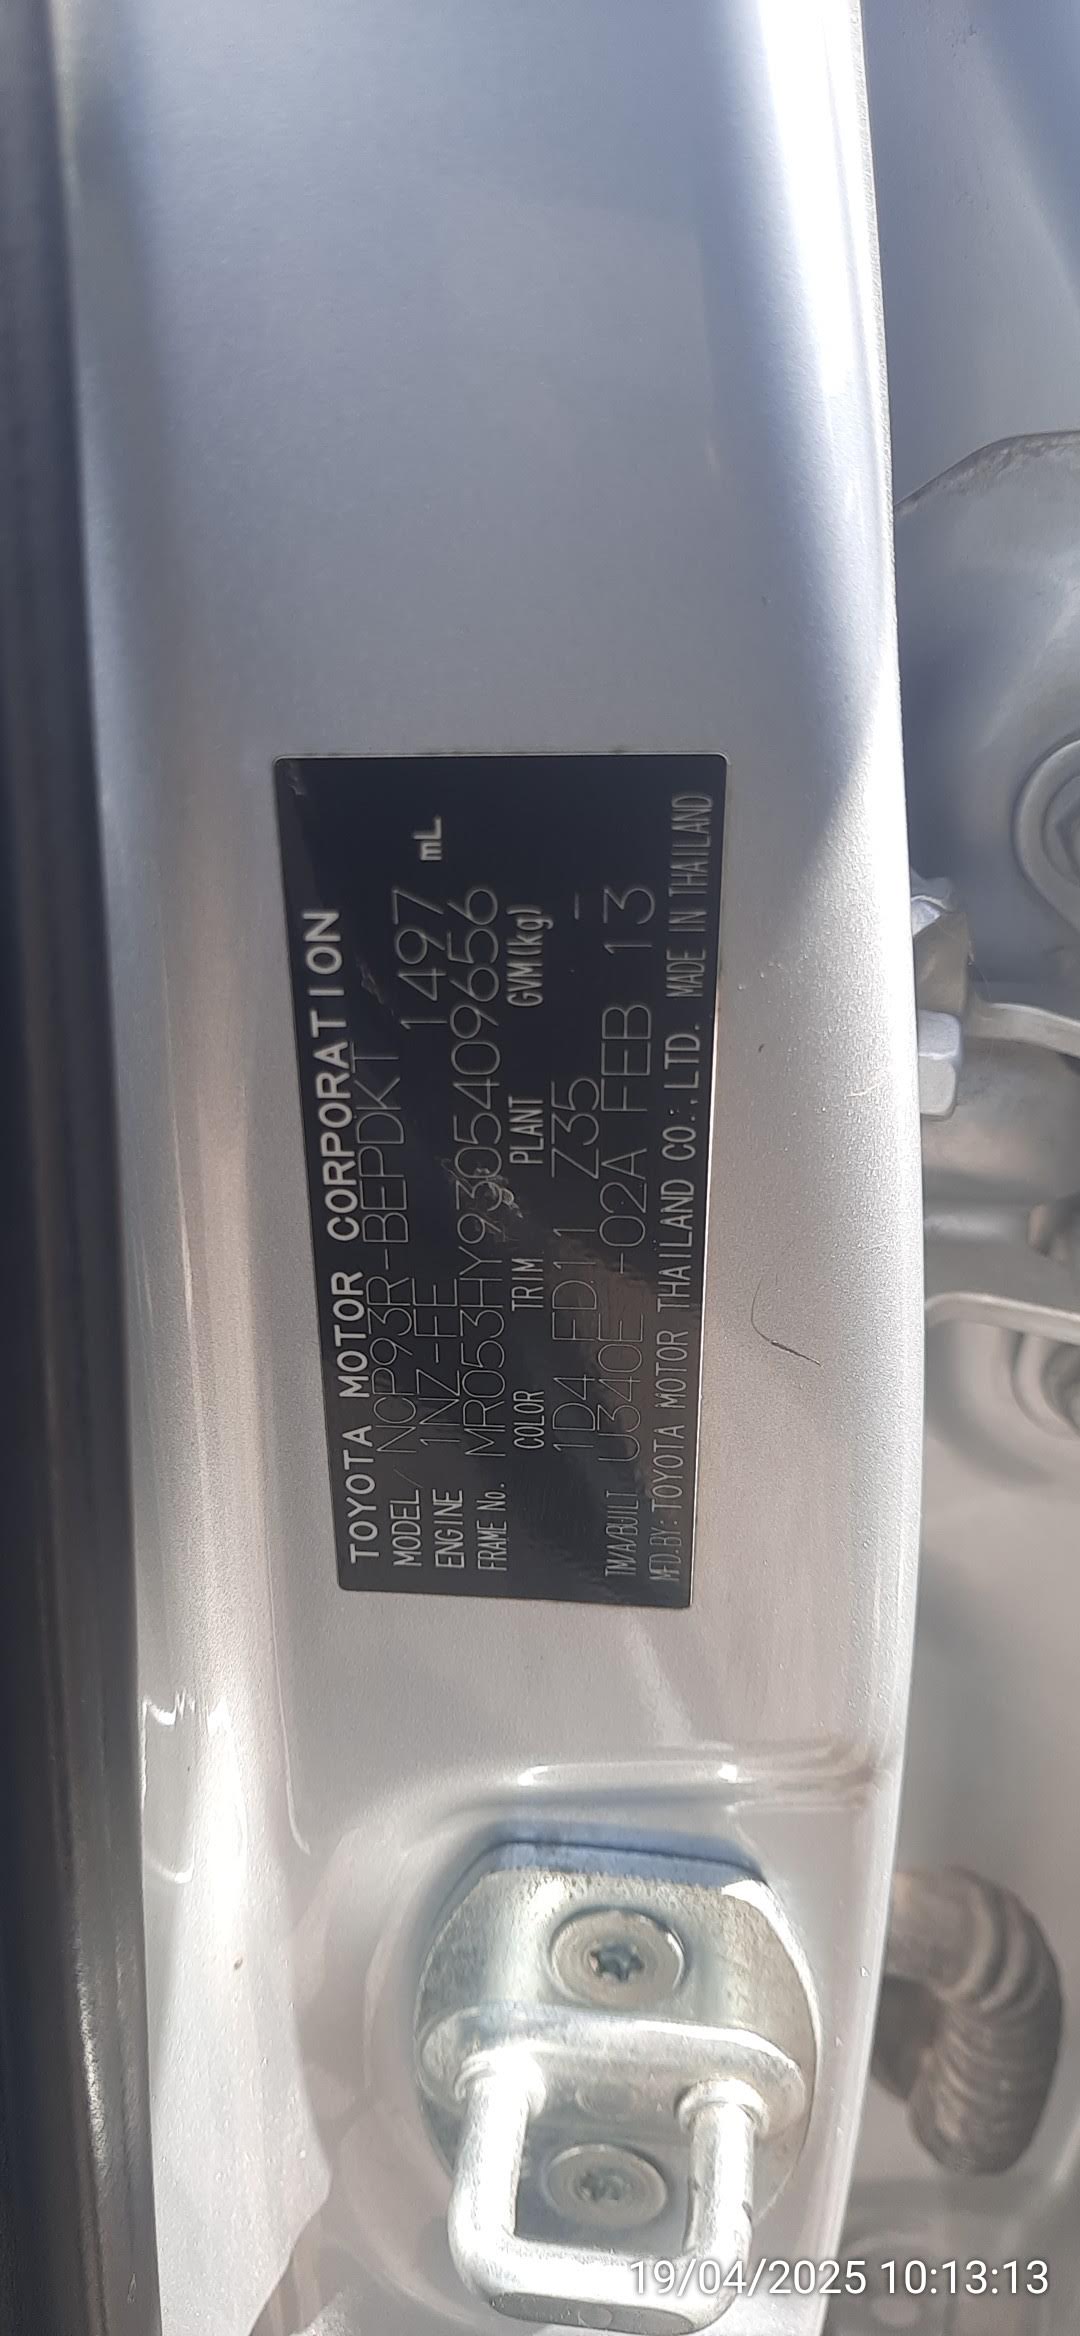 TOYOTA MOTOR CORPORATION
MODEL NCP93R-BEPDKT
ENGINE 1NZ-FE 1497 mL
FRAME No. MR053HY9305409656
COLOR TRIM PLANT GVM(kg)
1D4 FD11 Z35 —
TM/A/BUILT U340E -02A FEB 13
MFD.BY: TOYOTA MOTOR THAILAND CO.,LTD. MADE IN THAILAND
19/04/2025 10:13:13